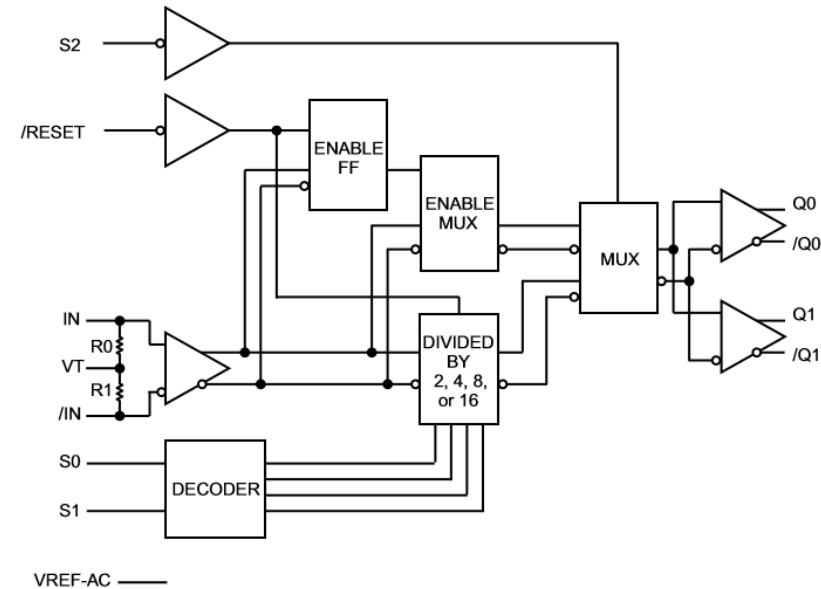 S2
/RESET
ENABLE
FF
ENABLE
MUX
MUX
Q0
/Q0
Q1
/Q1
IN
R0
VT
R1
/IN
DIVIDED
BY
2, 4, 8,
or 16
S0
S1
DECODER
VREF-AC